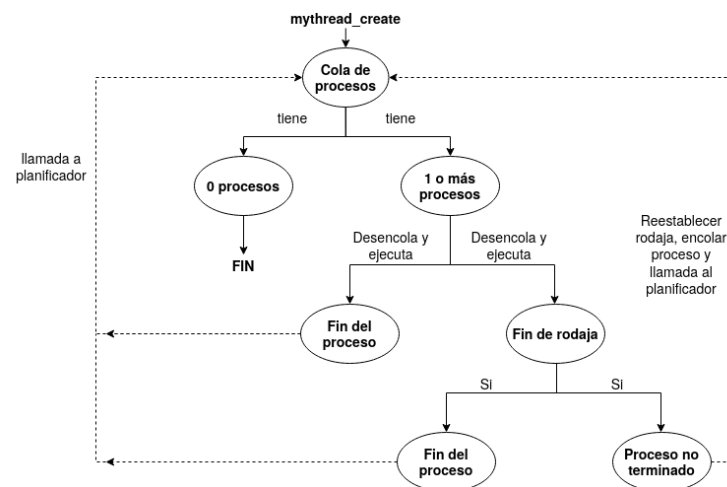 mythread_create
Cola de
procesos
tiene
tiene
llamada a
planificador
0 procesos
1 o más
procesos
Reestablecer
rodaja, encolar
proceso y
llamada al
planificador
Desencola y
ejecuta
Desencola y
ejecuta
FIN
Fin del
proceso
Fin de rodaja
Si
Si
Fin del
proceso
Proceso no
terminado